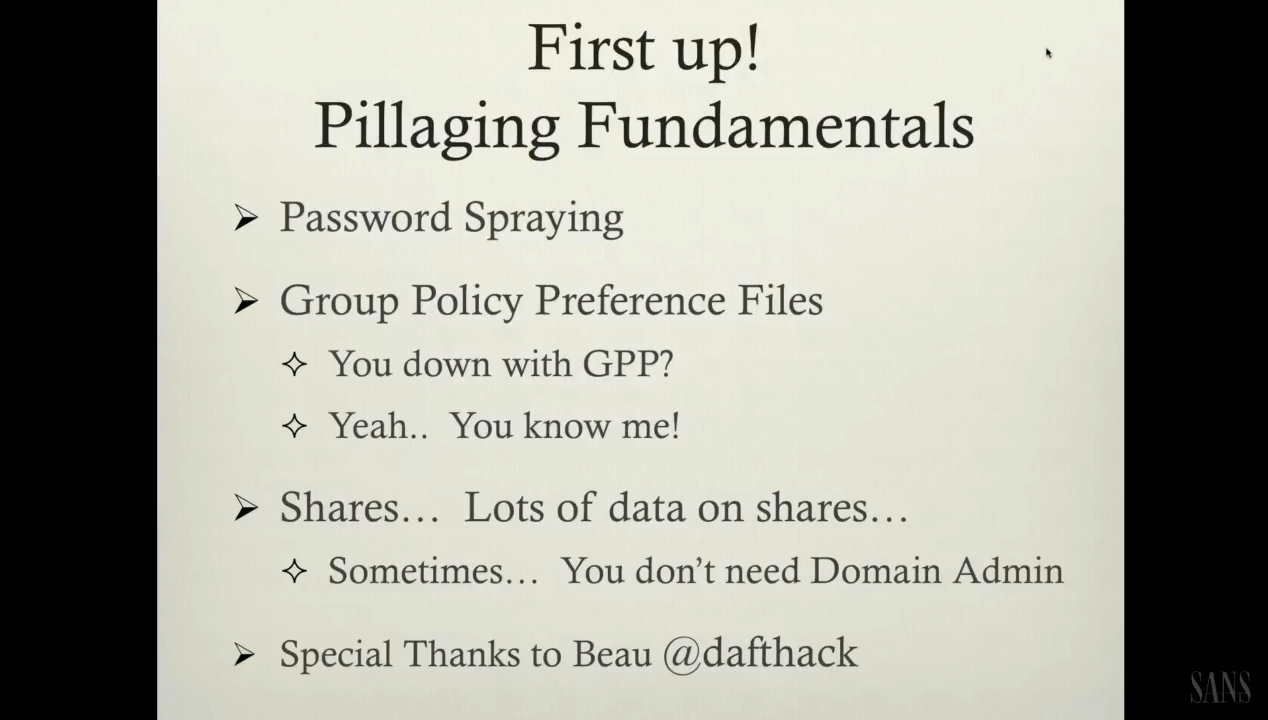 First up!
Pillaging Fundamentals
Password Spraying
Group Policy Preference Files
You down with GPP?
Yeah.. You know me!
Shares… Lots of data on shares…
Sometimes… You don’t need Domain Admin
Special Thanks to Beau @dafthack
SANS